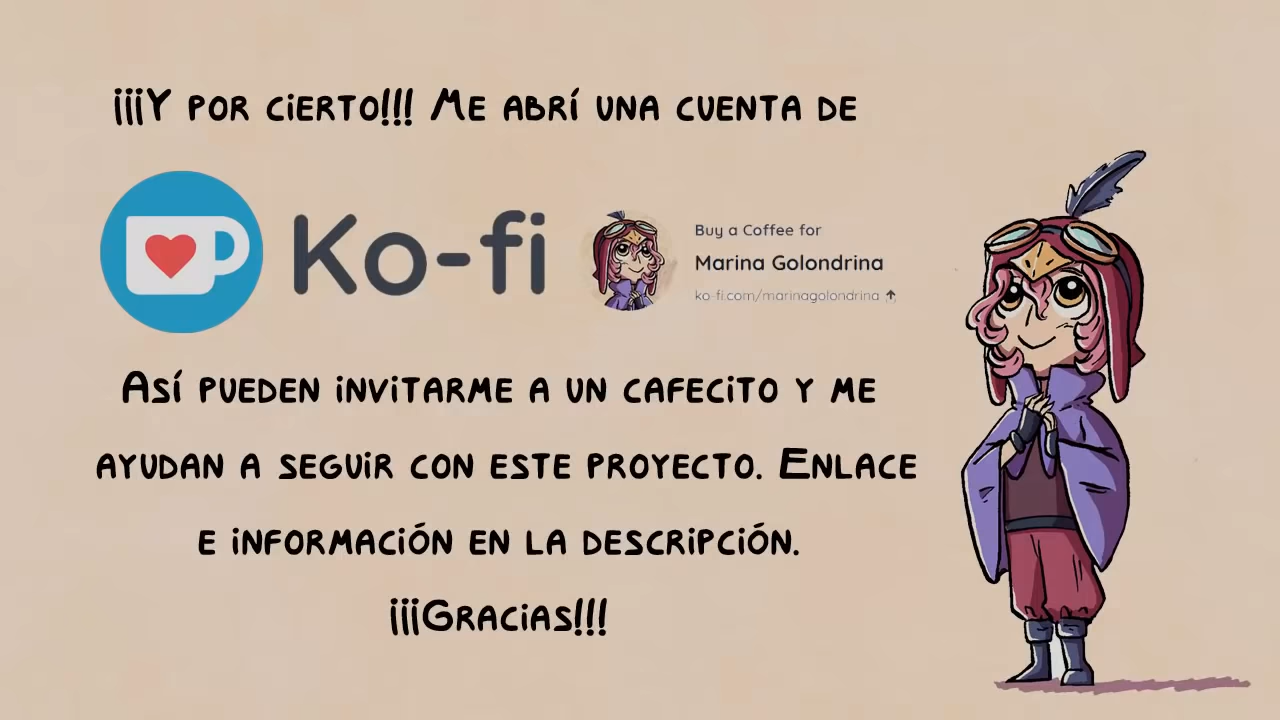 ¡¡¡Y por cierto!!! Me abrí una cuenta de
Ko-fi
Buy a Coffee for
Marina Golondrina
ko-fi.com/marinagolondrina
Así pueden invitarme a un cafecito y me
ayudan a seguir con este proyecto. Enlace
e información en la descripción.
¡¡¡Gracias!!!